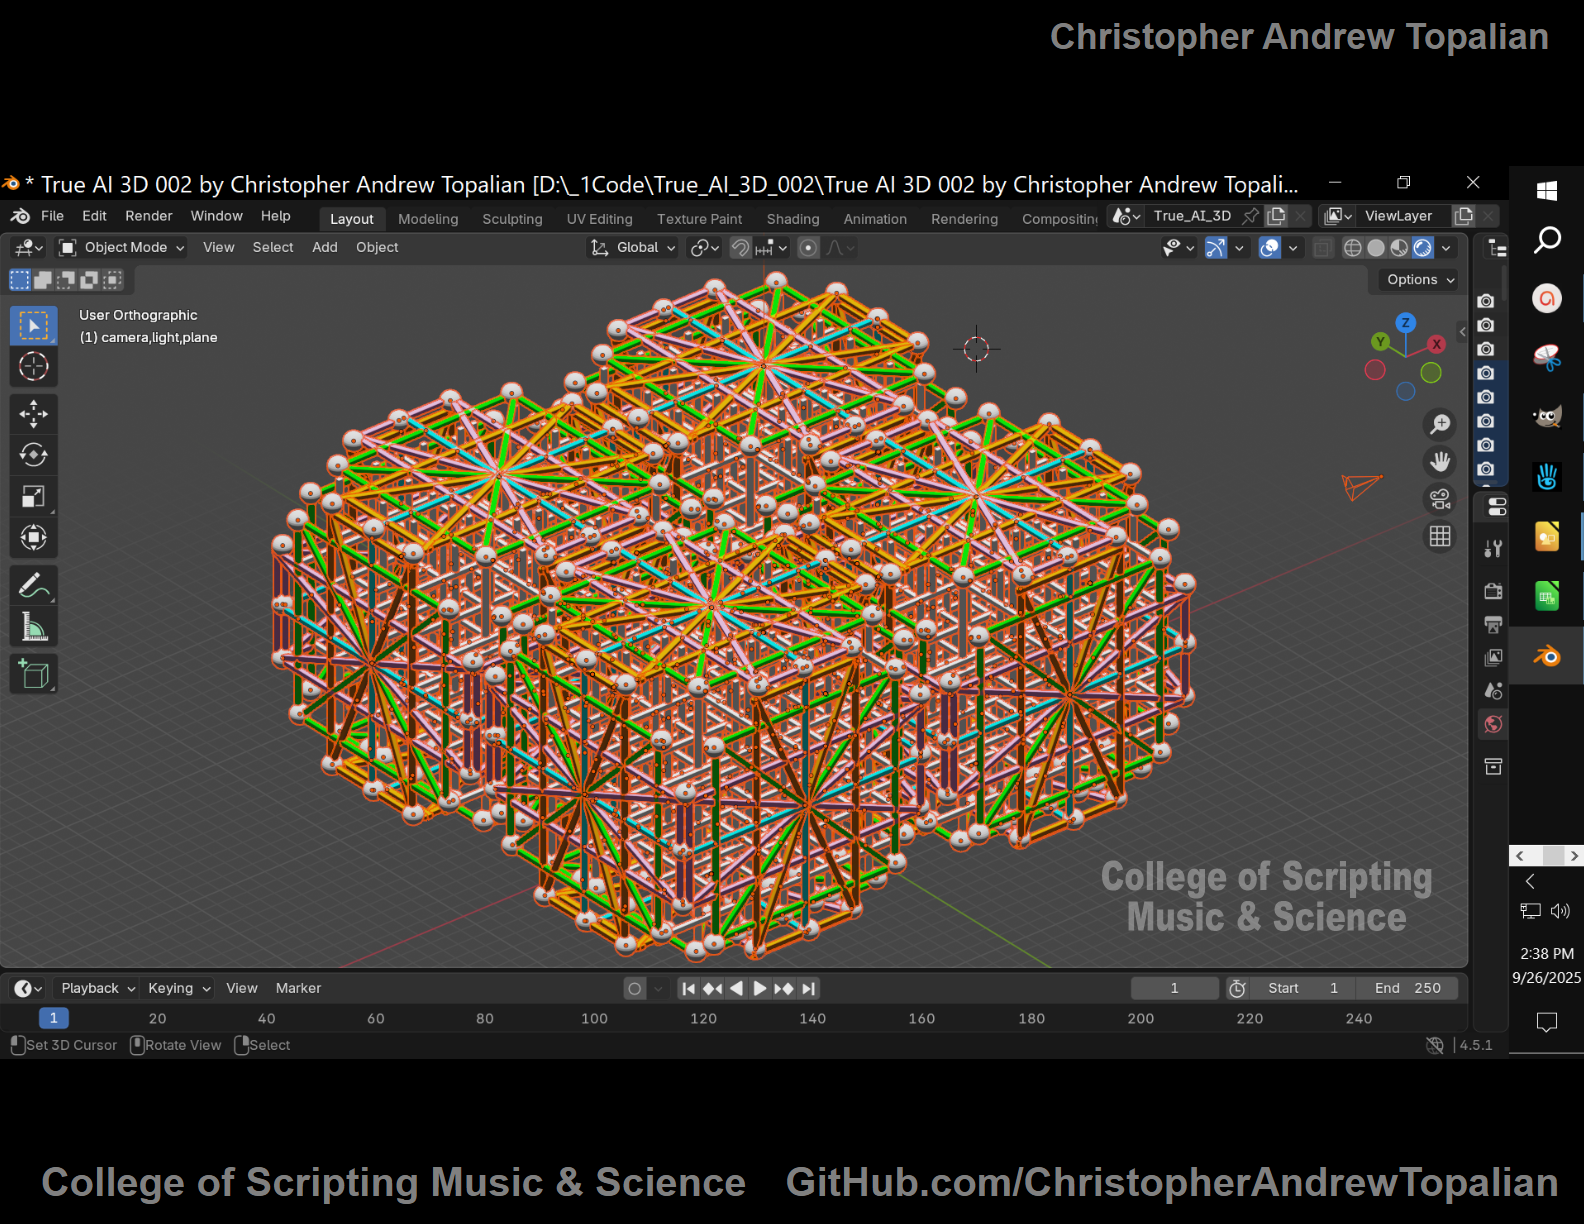 Christopher Andrew Topalian
* True AI 3D 002 by Christopher Andrew Topalian [D:\_1Code\True_AI_3D_002\True AI 3D 002 by Christopher Andrew Topali...
File Edit Render Window Help Layout Modeling Sculpting UV Editing Texture Paint Shading Animation Rendering Compositing True_AI_3D ViewLayer
Object Mode View Select Add Object Global
Options
User Orthographic
(1) camera,light,plane
Z
Y X
College of Scripting
Music & Science
2:38 PM
9/26/2025
Playback Keying View Marker 1 Start 1 End 250
1 20 40 60 80 100 120 140 160 180 200 220 240
Set 3D Cursor Rotate View Select 4.5.1
College of Scripting Music & Science GitHub.com/ChristopherAndrewTopalian